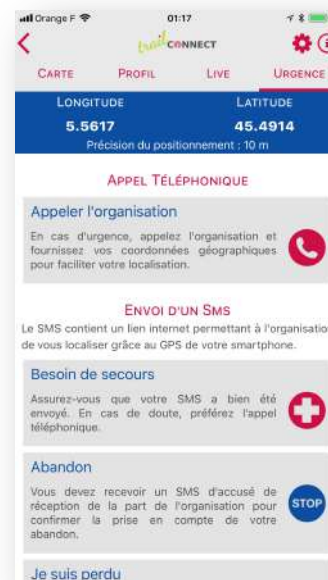 Orange F 01:17
trail CONNECT
CARTE PROFIL LIVE URGENCE
LONGITUDE LATITUDE
5.5617 45.4914
Précision du positionnement : 10 m
APPEL TÉLÉPHONIQUE
Appeler l'organisation
En cas d'urgence, appelez l'organisation et
fournissez vos coordonnées géographiques
pour faciliter votre localisation.
ENVOI D'UN SMS
Le SMS contient un lien internet permettant à l'organisation
de vous localiser grâce au GPS de votre smartphone.
Besoin de secours
Assurez-vous que votre SMS a bien été
envoyé. En cas de doute, préférez l'appel
téléphonique.
Abandon
Vous devez recevoir un SMS d'accusé de
réception de la part de l'organisation pour
confirmer la prise en compte de votre
abandon.
STOP
Je suis perdu